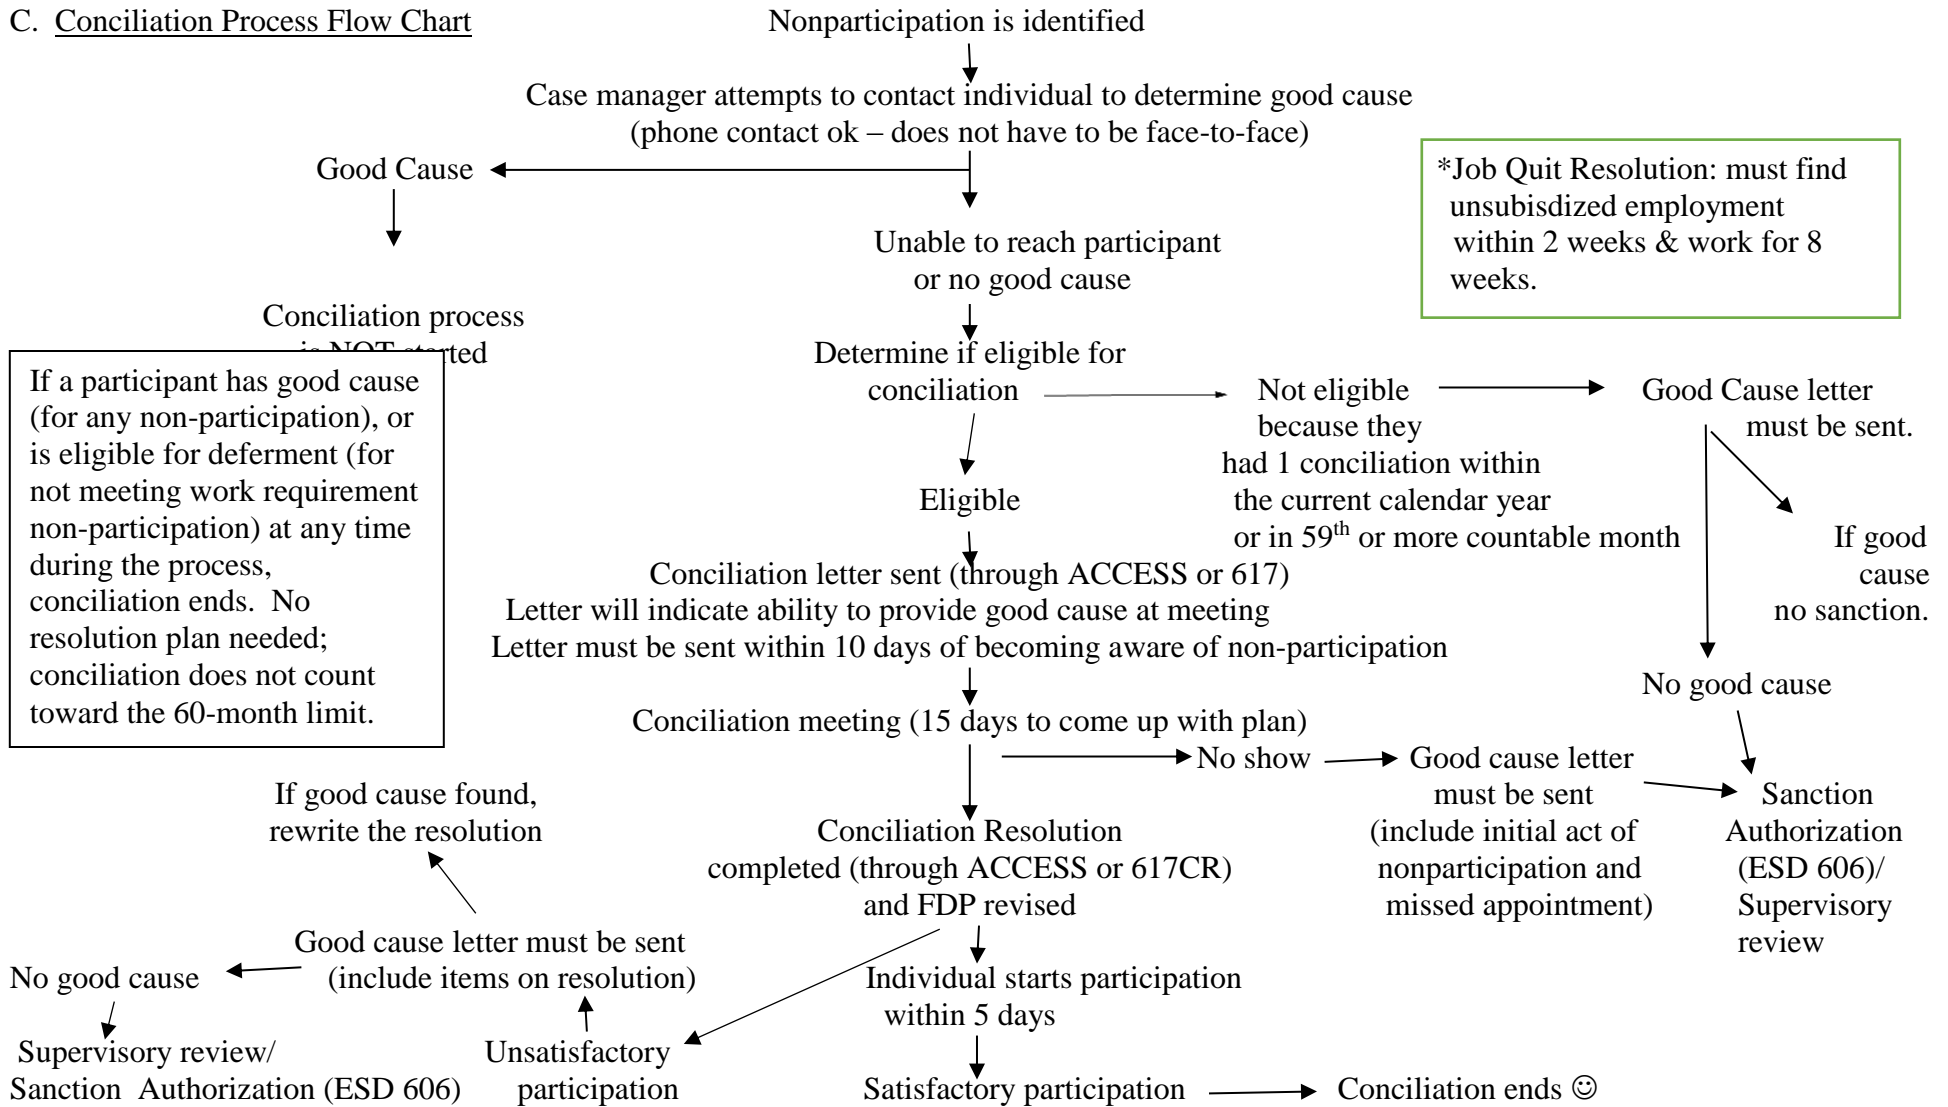 C. Conciliation Process Flow Chart
Nonparticipation is identified
Case manager attempts to contact individual to determine good cause
(phone contact ok – does not have to be face-to-face)
Good Cause
*Job Quit Resolution: must find
unsubisdized employment
within 2 weeks & work for 8
weeks.
Unable to reach participant
or no good cause
Conciliation process
is NOT started
Determine if eligible for
conciliation
Not eligible
because they
had 1 conciliation within
the current calendar year
or in 59th or more countable month
Good Cause letter
must be sent.
If a participant has good cause
(for any non-participation), or
is eligible for deferment (for
not meeting work requirement
non-participation) at any time
during the process,
conciliation ends. No
resolution plan needed;
conciliation does not count
toward the 60-month limit.
Eligible
If good
cause
no sanction.
Conciliation letter sent (through ACCESS or 617)
Letter will indicate ability to provide good cause at meeting
Letter must be sent within 10 days of becoming aware of non-participation
No good cause
Conciliation meeting (15 days to come up with plan)
No show
Good cause letter
must be sent
(include initial act of
nonparticipation and
missed appointment)
Sanction
Authorization
(ESD 606)/
Supervisory
review
If good cause found,
rewrite the resolution
Conciliation Resolution
completed (through ACCESS or 617CR)
and FDP revised
Good cause letter must be sent
(include items on resolution)
No good cause
Individual starts participation
within 5 days
Supervisory review/
Sanction Authorization (ESD 606)
Unsatisfactory
participation
Satisfactory participation
Conciliation ends ☺